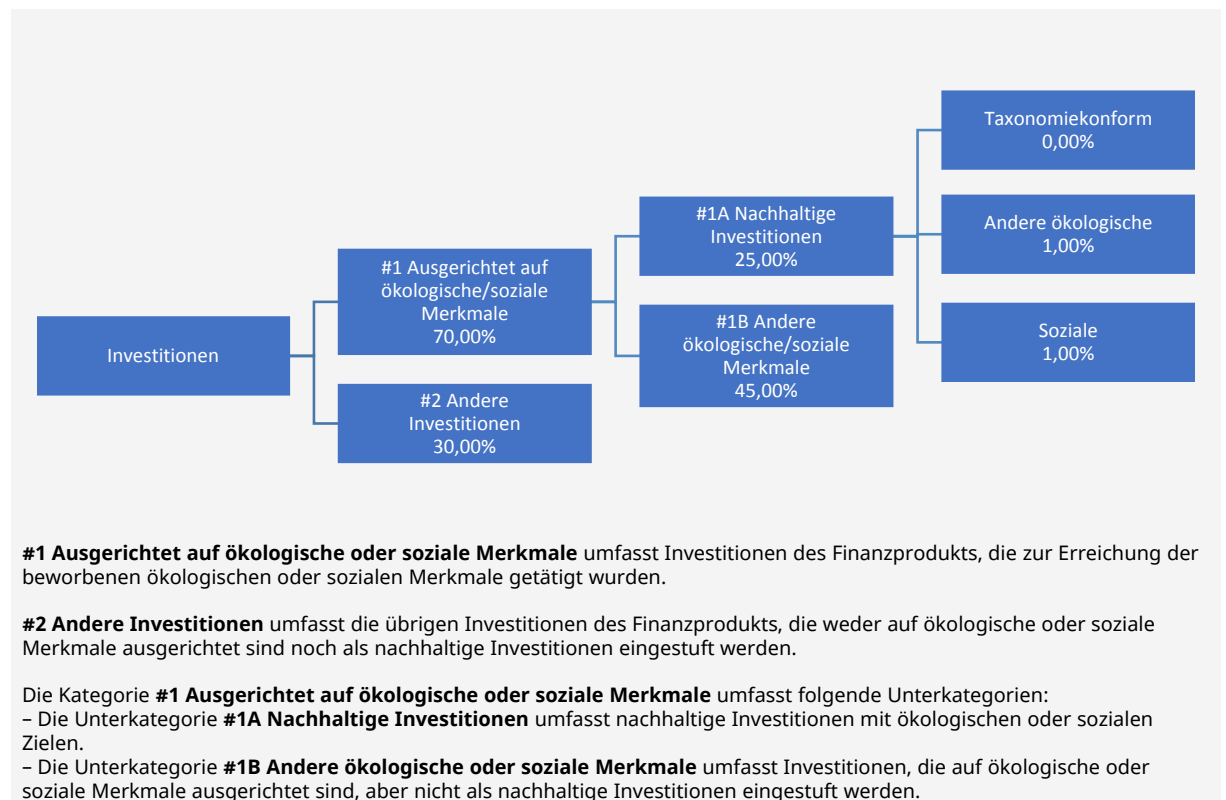 Investitionen
#1 Ausgerichtet auf
ökologische/soziale
Merkmale
70,00%
#2 Andere
Investitionen
30,00%
#1A Nachhaltige
Investitionen
25,00%
#1B Andere
ökologische/soziale
Merkmale
45,00%
Taxonomiekonform
0,00%
Andere ökologische
1,00%
Soziale
1,00%
#1 Ausgerichtet auf ökologische oder soziale Merkmale umfasst Investitionen des Finanzprodukts, die zur Erreichung der
beworbenen ökologischen oder sozialen Merkmale getätigt wurden.
#2 Andere Investitionen umfasst die übrigen Investitionen des Finanzprodukts, die weder auf ökologische oder soziale
Merkmale ausgerichtet sind noch als nachhaltige Investitionen eingestuft werden.
Die Kategorie #1 Ausgerichtet auf ökologische oder soziale Merkmale umfasst folgende Unterkategorien:
– Die Unterkategorie #1A Nachhaltige Investitionen umfasst nachhaltige Investitionen mit ökologischen oder sozialen
Zielen.
– Die Unterkategorie #1B Andere ökologische oder soziale Merkmale umfasst Investitionen, die auf ökologische oder
soziale Merkmale ausgerichtet sind, aber nicht als nachhaltige Investitionen eingestuft werden.